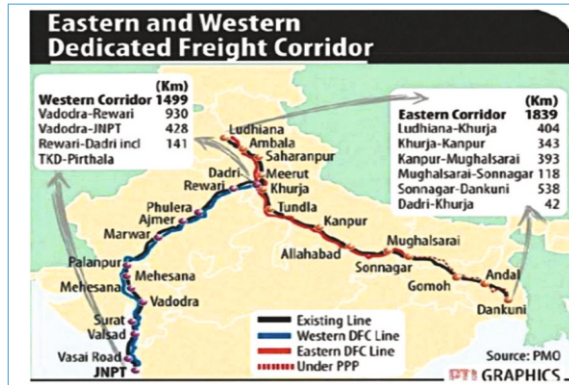 Eastern and Western
Dedicated Freight Corridor
(Km)
Western Corridor 1499
Vadodra-Rewari 930
Vadodra-JNPT 428
Rewari-Dadri incl 141
TKD-Pirthala
(Km)
Eastern Corridor 1839
Ludhiana-Khurja 404
Khurja-Kanpur 343
Kanpur-Mughalsarai 393
Mughalsarai-Sonnagar 118
Sonnagar-Dankuni 538
Dadri-Khurja 42
Ludhiana
Ambala
Saharanpur
Dadri
Meerut
Rewari
Khurja
Phulera
Tundla
Ajmer
Kanpur
Marwar
Mughalsarai
Allahabad
Palanpur
Sonnagar
Mehesana
Andal
Mehesana
Gomoh
Vadodra
Dankuni
Surat
Valsad
Vasai Road
JNPT
Existing Line
Western DFC Line
Eastern DFC Line
Under PPP
Source: PMO
PTI GRAPHICS